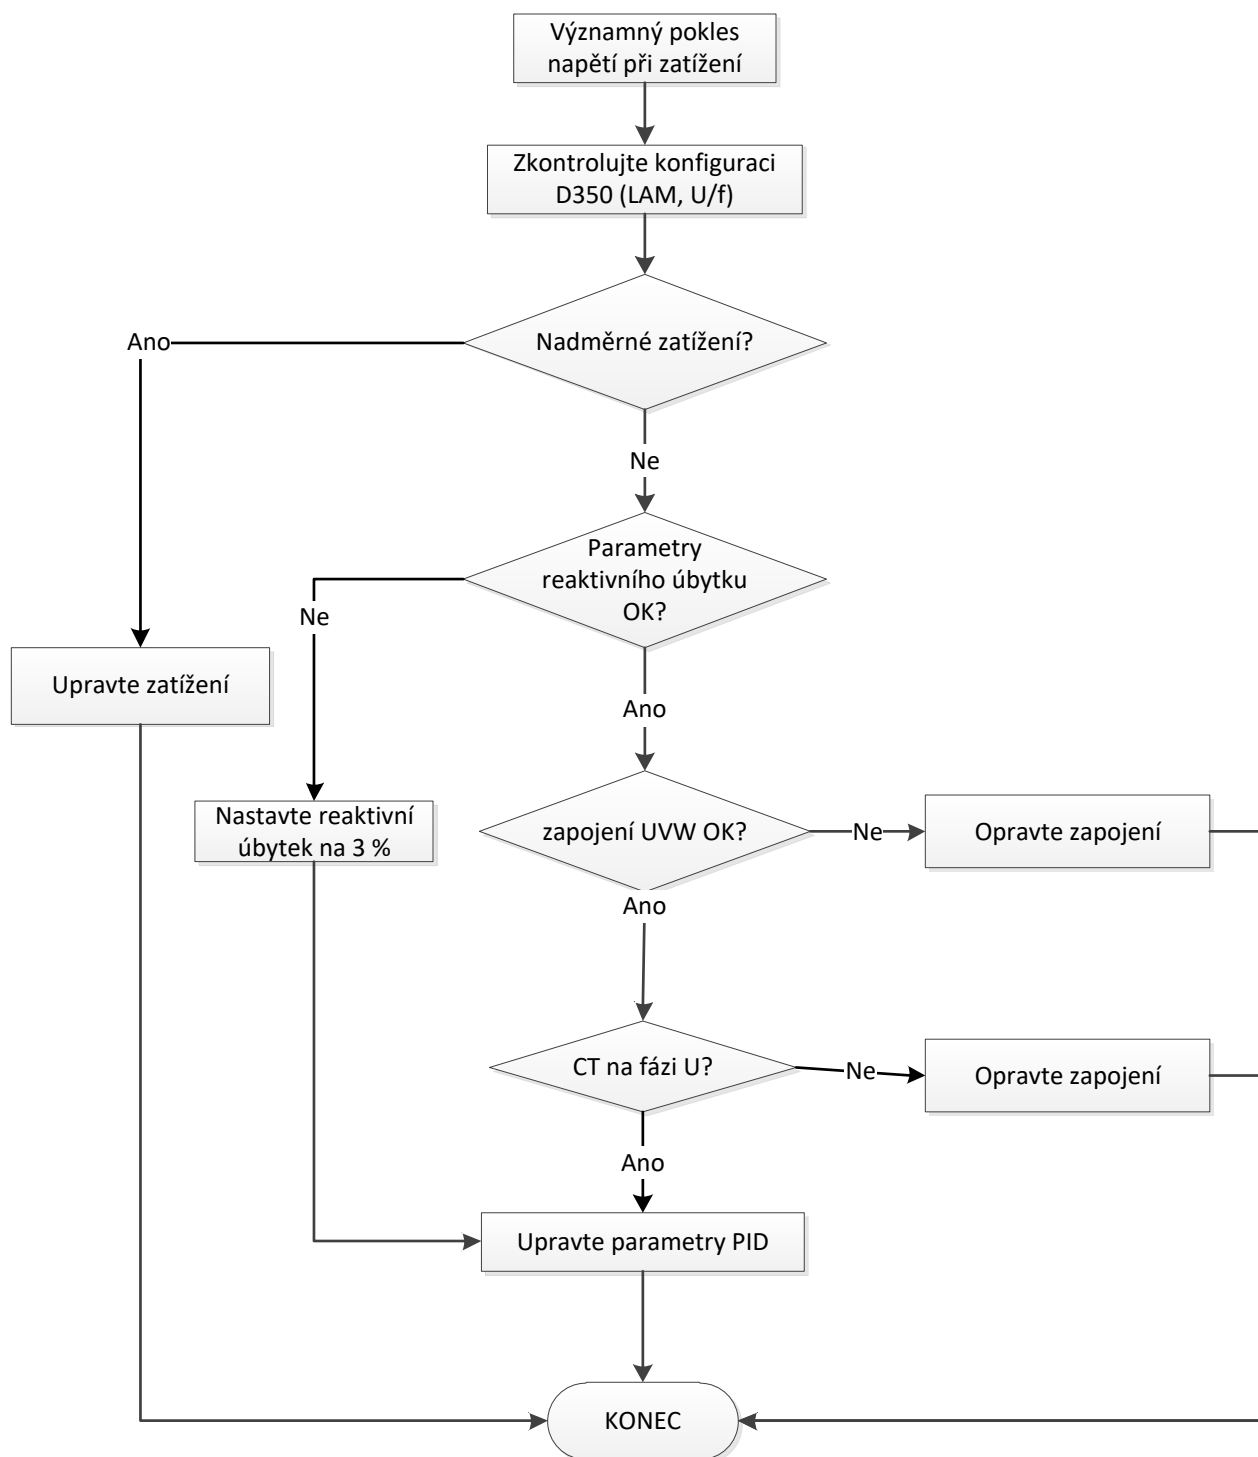 Významný pokles
napětí při zatížení
Zkontrolujte konfiguraci
D350 (LAM, U/f)
Nadměrné zatížení?
Ano
Ne
Parametry
reaktivního úbytku
OK?
Ne
Upravte zatížení
Ano
Nastavte reaktivní
úbytek na 3 %
zapojení UVW OK?
Ne
Opravte zapojení
Ano
CT na fázi U?
Ne
Opravte zapojení
Ano
Upravte parametry PID
KONEC